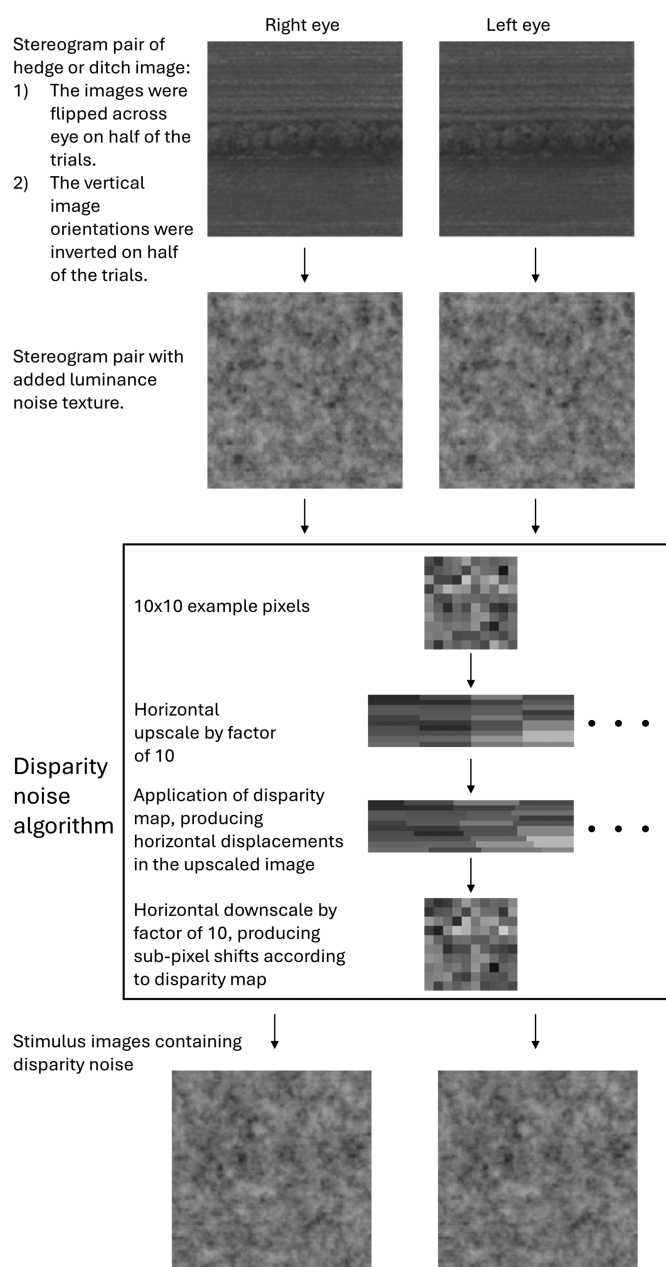 Right eye
Left eye
Stereogram pair of
hedge or ditch image:
1) The images were
flipped across
eye on half of the
trials.
2) The vertical
image
orientations were
inverted on half
of the trials.
Stereogram pair with
added luminance
noise texture.
10x10 example pixels
Horizontal
upscale by factor
of 10
Disparity
noise
algorithm
Application of disparity
map, producing
horizontal displacements
in the upscaled image
Horizontal downscale by
factor of 10, producing
sub-pixel shifts according
to disparity map
Stimulus images containing
disparity noise